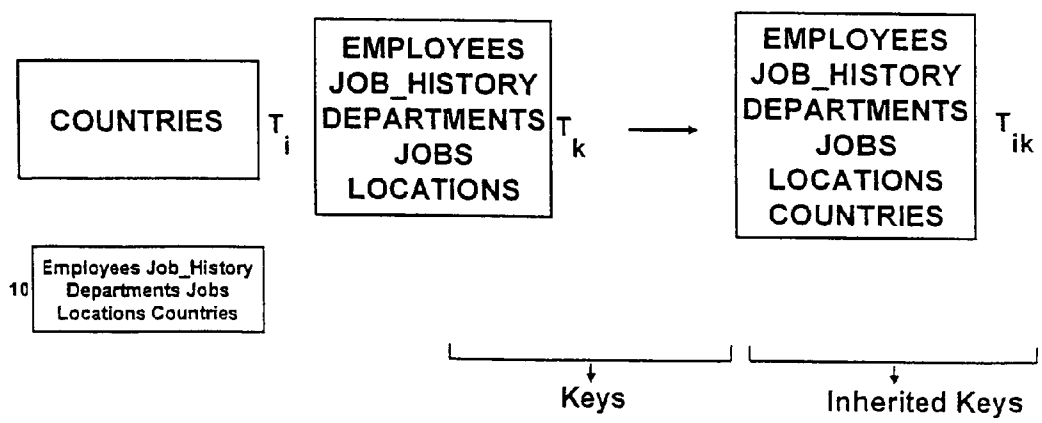 COUNTRIES
T i
EMPLOYEES
JOB_HISTORY
DEPARTMENTS
JOBS
LOCATIONS
T k
EMPLOYEES
JOB_HISTORY
DEPARTMENTS
JOBS
LOCATIONS
COUNTRIES
T ik
10
Employees Job_History
Departments Jobs
Locations Countries
Keys
Inherited Keys